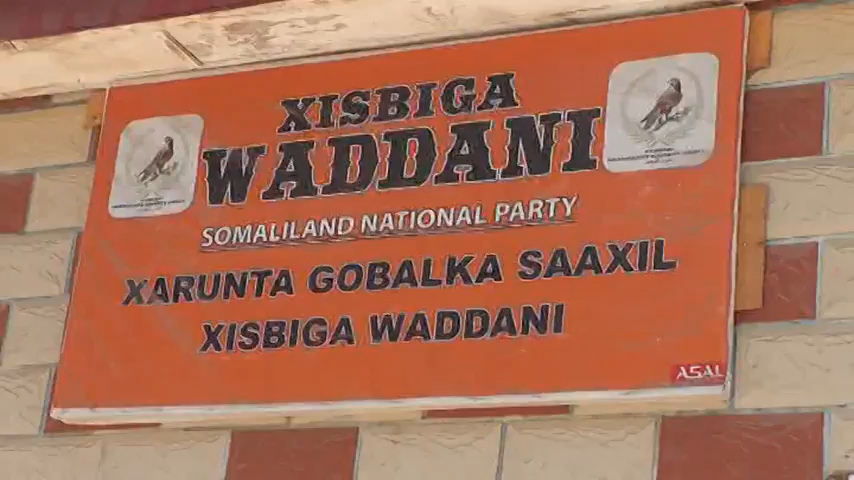 XISBIGA
WADDANI
SOMALILAND NATIONAL PARTY
XARUNTA GOBALKA SAAXIL
XISBIGA WADDANI
ASAL